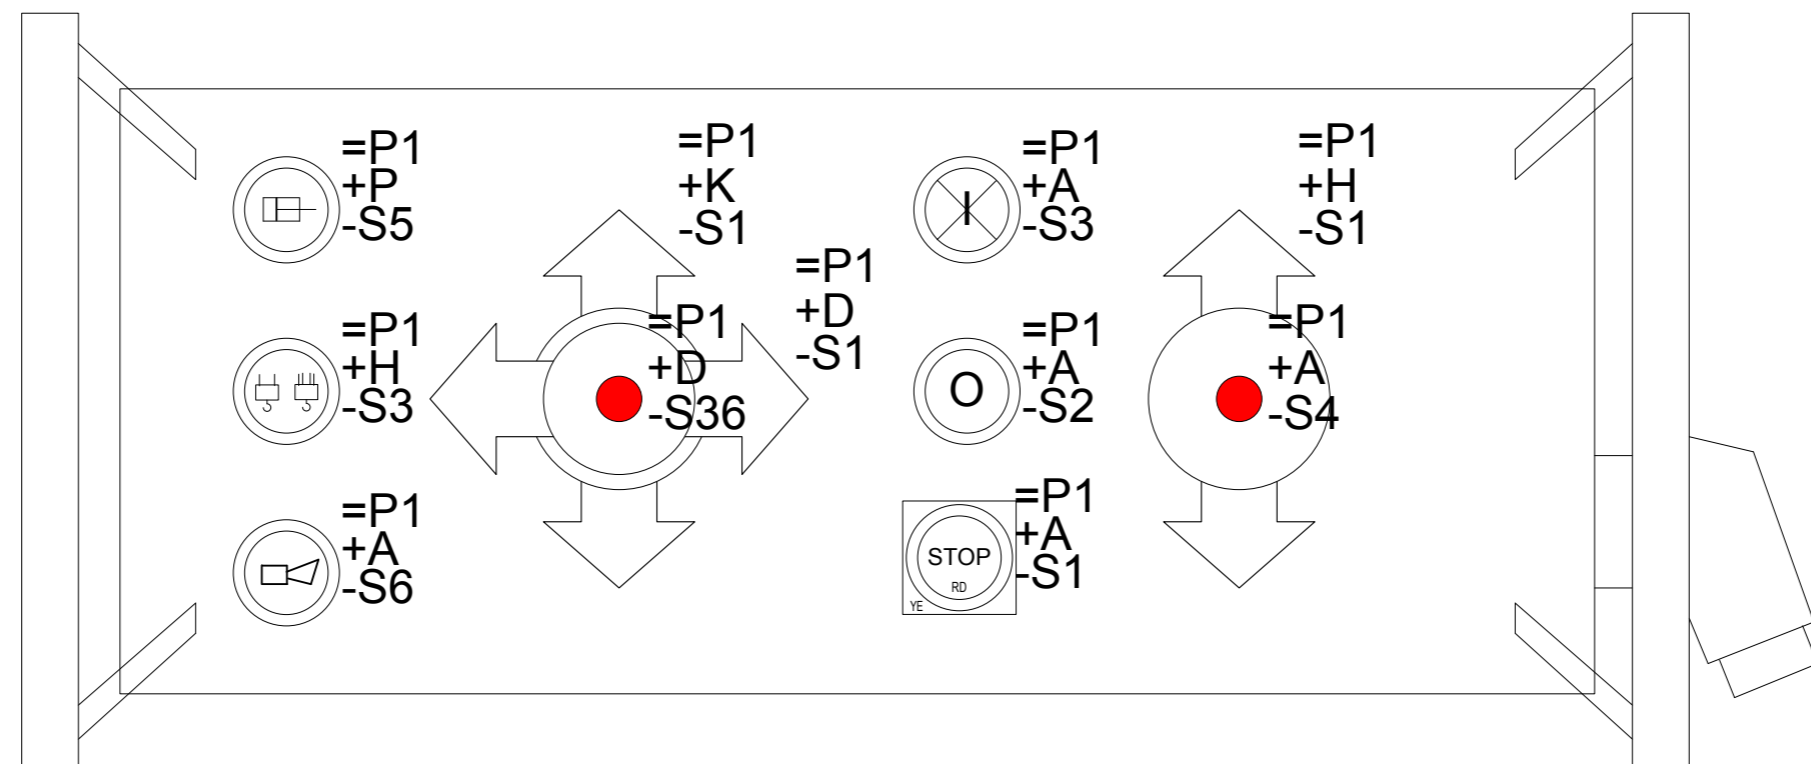 =P1
+P
-S5
=P1
+K
-S1
=P1
+A
-S3
I
=P1
+H
-S1
=P1
+D
-S1
=P1
+H
-S3
=P1
+D
-S36
=P1
+A
-S2
O
=P1
+A
-S4
=P1
+A
-S6
=P1
+A
-S1
STOP
RD
YE